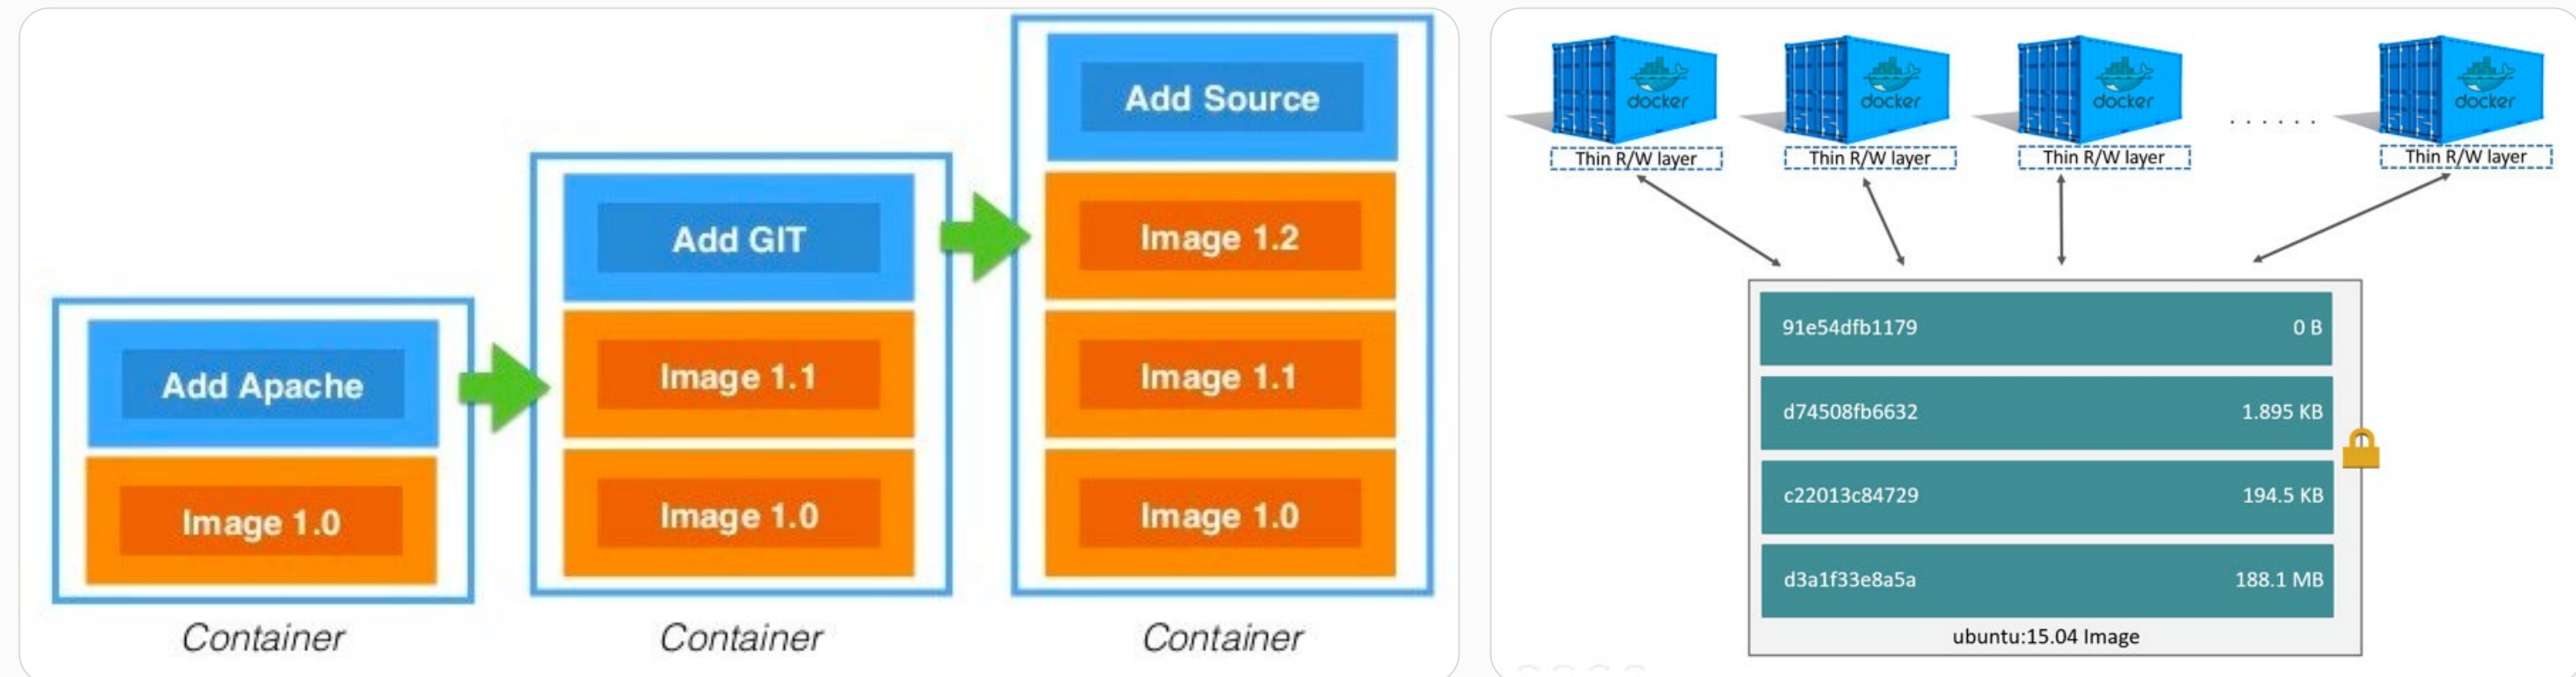 Add Apache
Image 1.0
Container
Add GIT
Image 1.1
Image 1.0
Container
Add Source
Image 1.2
Image 1.1
Image 1.0
Container
docker
docker
docker
......
docker
Thin R/W layer
Thin R/W layer
Thin R/W layer
Thin R/W layer
91e54dfb1179 0 B
d74508fb6632 1.895 KB
c22013c84729 194.5 KB
d3a1f33e8a5a 188.1 MB
ubuntu:15.04 Image